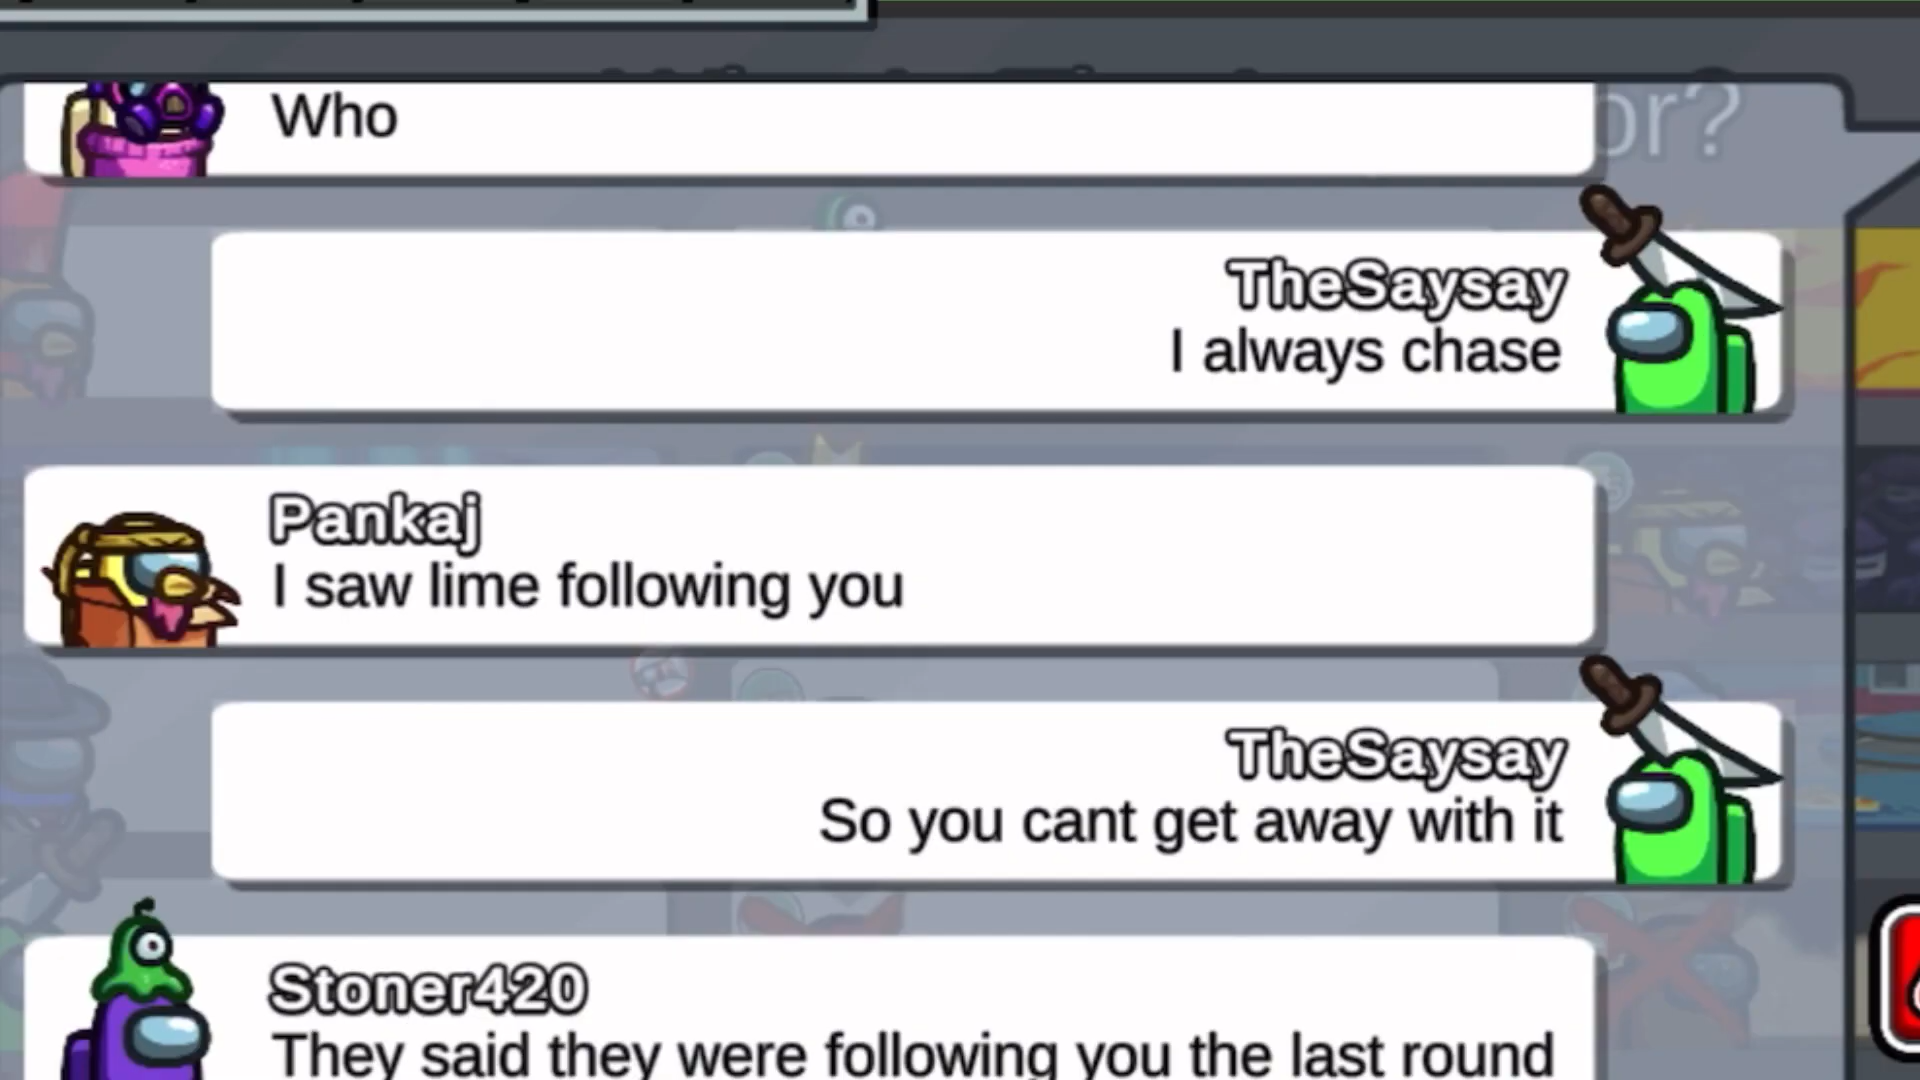 or?
Who
TheSaysay
I always chase
Pankaj
I saw lime following you
TheSaysay
So you cant get away with it
Stoner420
They said they were following you the last round